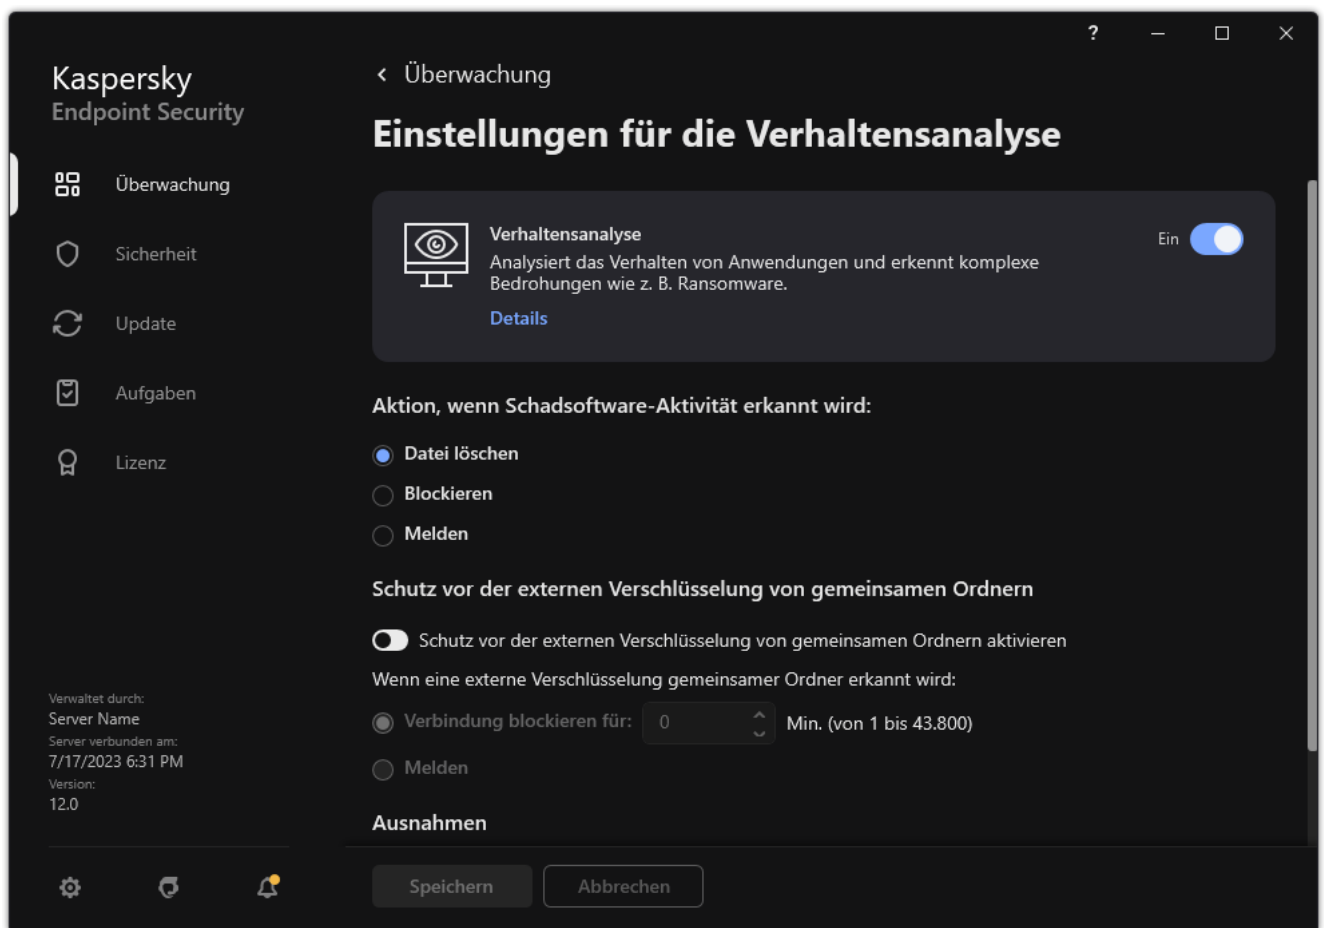 ?
Kaspersky
Endpoint Security
Überwachung
Sicherheit
Update
Aufgaben
Lizenz
Verwaltet durch:
Server Name
Server verbunden am:
7/17/2023 6:31 PM
Version:
12.0
Überwachung
Einstellungen für die Verhaltensanalyse
Verhaltensanalyse
Ein
Analysiert das Verhalten von Anwendungen und erkennt komplexe
Bedrohungen wie z. B. Ransomware.
Details
Aktion, wenn Schadsoftware-Aktivität erkannt wird:
Datei löschen
Blockieren
Melden
Schutz vor der externen Verschlüsselung von gemeinsamen Ordnern
Schutz vor der externen Verschlüsselung von gemeinsamen Ordnern aktivieren
Wenn eine externe Verschlüsselung gemeinsamer Ordner erkannt wird:
Verbindung blockieren für: 0 Min. (von 1 bis 43.800)
Melden
Ausnahmen
Speichern Abbrechen